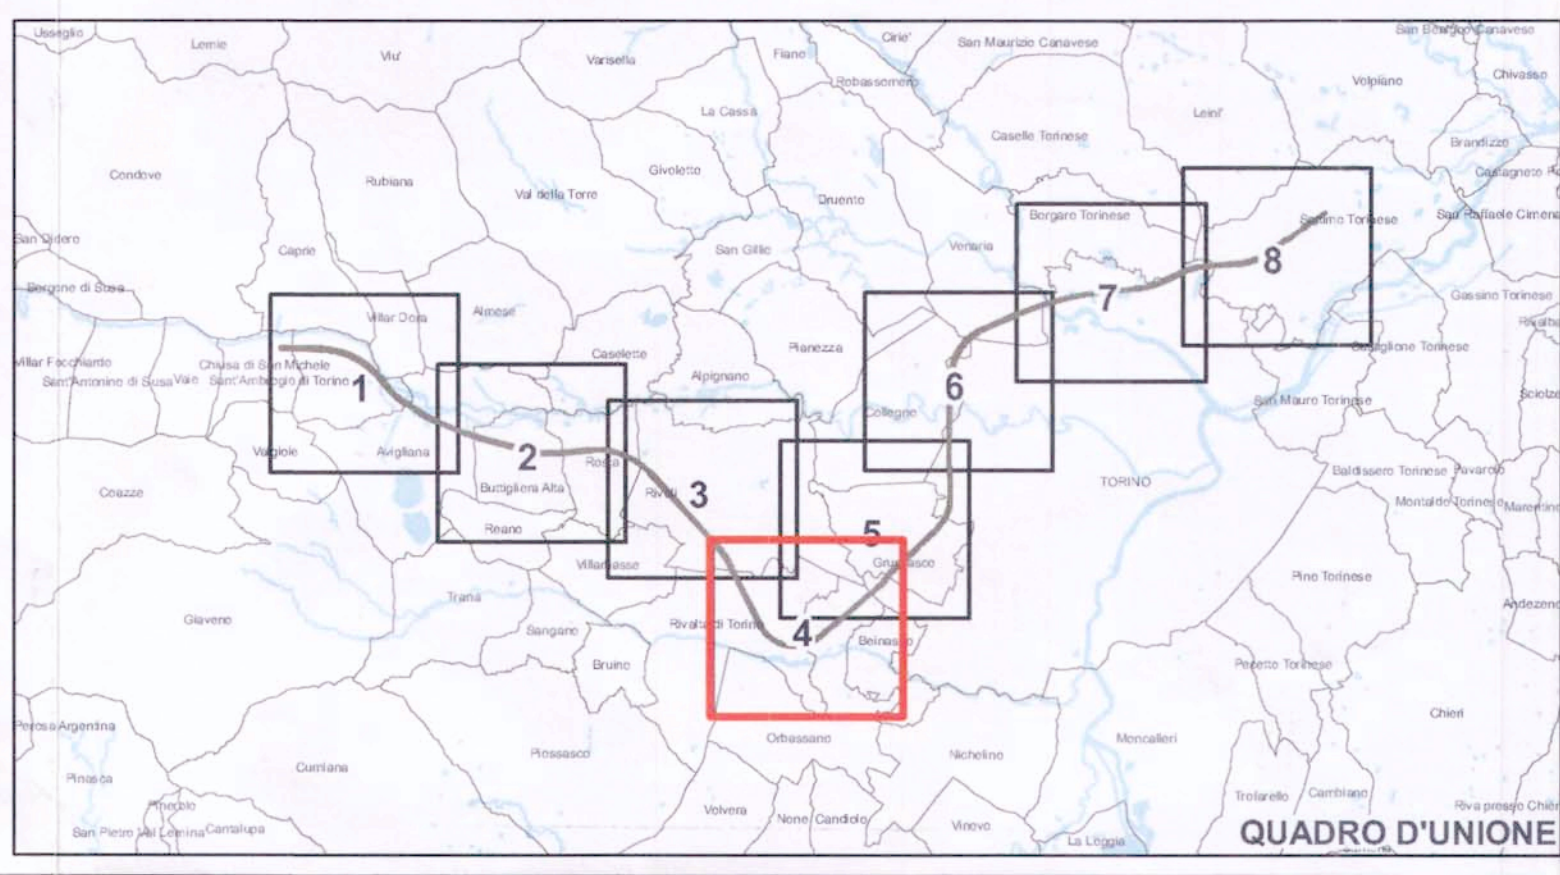 Usseglio
Lemie
Viu'
Varisella
Fiano
Cirie'
San Maurizio Canavese
San Benigno Canavese
Robassomero
Volpiano
Chivasso
La Cassa
Leini'
Caselle Torinese
Brandizzo
Condove
Rubiana
Val della Torre
Givoletto
Druento
Castagneto Po
Borgaro Torinese
Settimo Torinese
San Raffaele Cimena
San Didero
Caprie
San Gillio
Venaria
8
Borgone di Susa
Villar Dora
Almese
7
Gassino Torinese
Villar Focchiardo
Chiusa di San Michele
Caselette
Pianezza
Castiglione Torinese
Sant'Antonino di Susa
Vaie
Sant'Ambrogio di Torino
1
Alpignano
6
San Mauro Torinese
Sciolze
Collegno
Valgioie
Avigliana
2
Rosta
Baldissero Torinese
Pavarolo
Coazze
Buttigliera Alta
Rivoli
3
TORINO
Montaldo Torinese
Marentino
Reano
5
Villarbasse
Grugliasco
Pino Torinese
Giaveno
Trana
Sangano
Rivalta di Torino
4
Beinasco
Andezeno
Bruino
Pecetto Torinese
Perosa Argentina
Chieri
Piossasco
Orbassano
Nichelino
Moncalieri
Pinasca
Cumiana
Pinerolo
Volvera
None
Candiolo
Vinovo
Trofarello
Cambiano
Riva presso Chieri
San Pietro Val Lemina
Cantalupa
La Loggia
QUADRO D'UNIONE